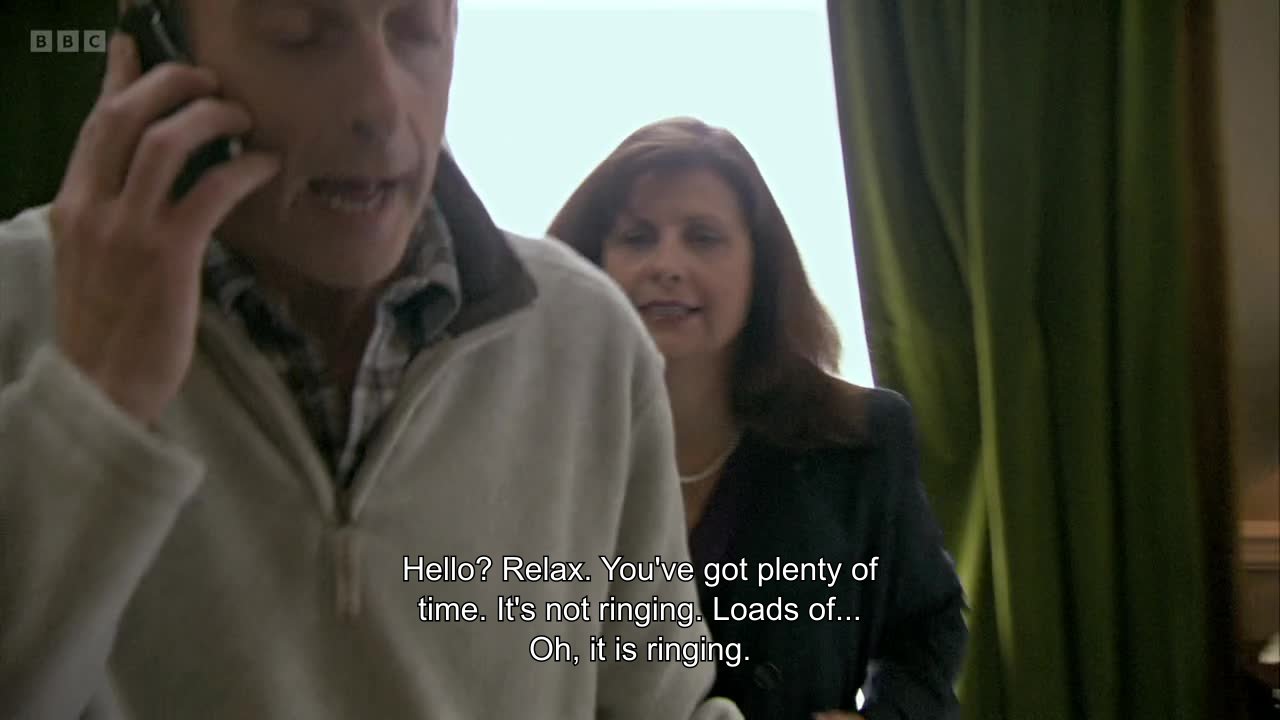 BBC
Hello? Relax. You've got plenty of
time. It's not ringing. Loads of...
Oh, it is ringing.